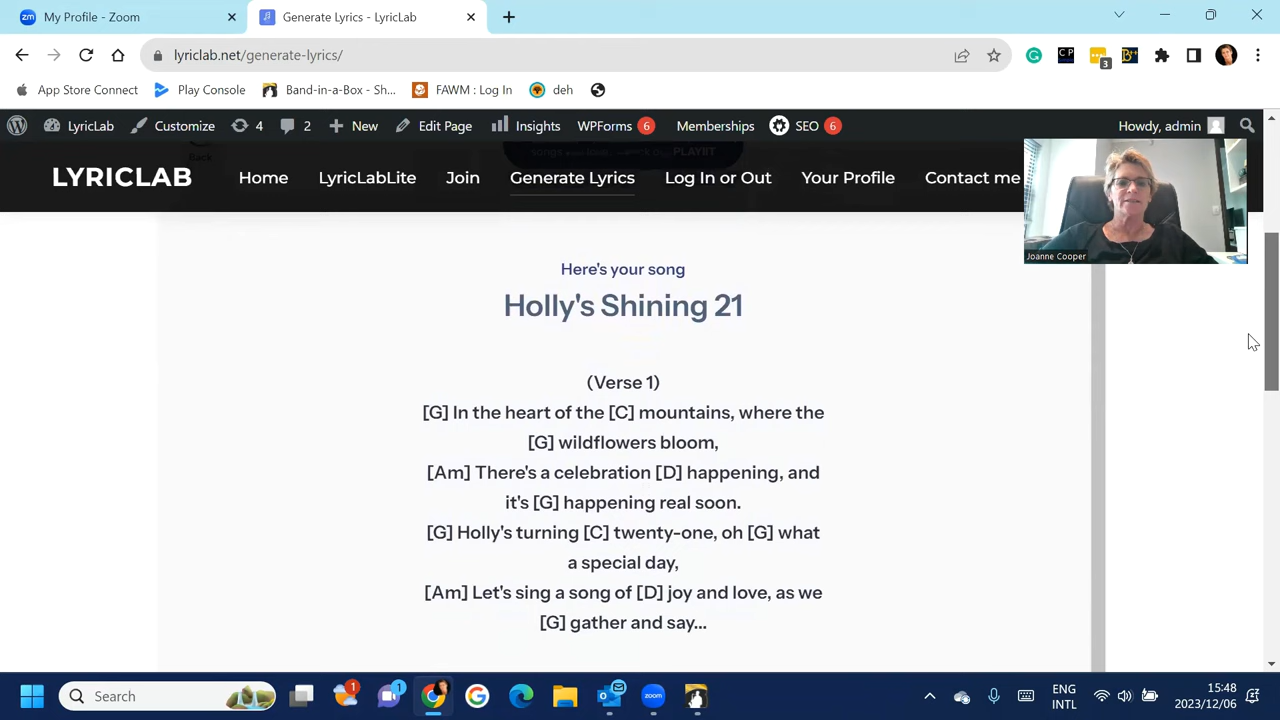 My Profile - Zoom
Generate Lyrics - LyricLab
lyriclab.net/generate-lyrics/
3
App Store Connect
Play Console
Band-in-a-Box - Sh...
FAWM : Log In
deh
LyricLab
Customize
4
2
New
Edit Page
Insights
WPForms 6
Memberships
SEO 6
Howdy, admin
Back
PLAYBT
LYRICLAB
Home
LyricLabLite
Join
Generate Lyrics
Log In or Out
Your Profile
Contact me
Joanne Cooper
Here's your song
Holly's Shining 21
(Verse 1)
[G] In the heart of the [C] mountains, where the
[G] wildflowers bloom,
[Am] There's a celebration [D] happening, and
it's [G] happening real soon.
[G] Holly's turning [C] twenty-one, oh [G] what
a special day,
[Am] Let's sing a song of [D] joy and love, as we
[G] gather and say...
Search
1
1
ENG
INTL
15:48
2023/12/06